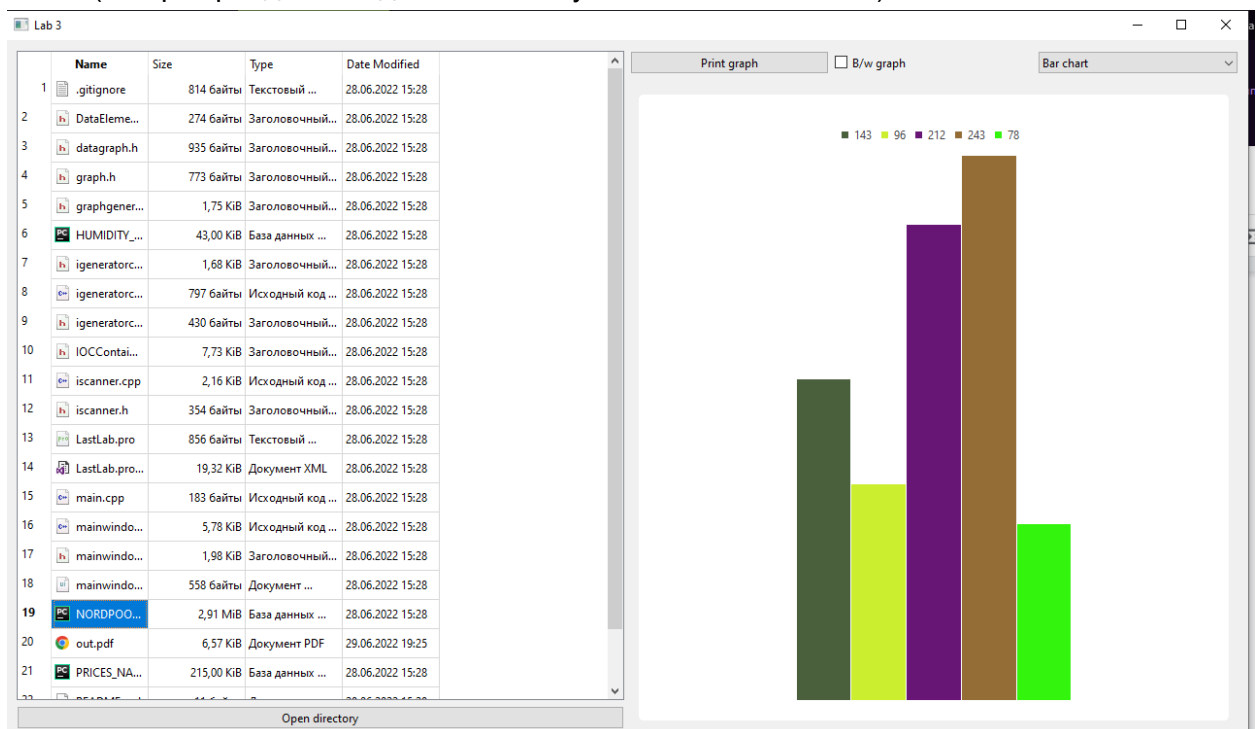 Lab 3
Name Size Type Date Modified
1 .gitignore 814 байты Текстовый ... 28.06.2022 15:28
2 DataEleme... 274 байты Заголовочный... 28.06.2022 15:28
3 datagraph.h 935 байты Заголовочный... 28.06.2022 15:28
4 graph.h 773 байты Заголовочный... 28.06.2022 15:28
5 graphgener... 1,75 KiB Заголовочный... 28.06.2022 15:28
6 HUMIDITY_... 43,00 KiB База данных ... 28.06.2022 15:28
7 igeneratorc... 1,68 KiB Заголовочный... 28.06.2022 15:28
8 igeneratorc... 797 байты Исходный код ... 28.06.2022 15:28
9 igeneratorc... 430 байты Заголовочный... 28.06.2022 15:28
10 IOCContai... 7,73 KiB Заголовочный... 28.06.2022 15:28
11 iscanner.cpp 2,16 KiB Исходный код ... 28.06.2022 15:28
12 iscanner.h 354 байты Заголовочный... 28.06.2022 15:28
13 LastLab.pro 856 байты Текстовый ... 28.06.2022 15:28
14 LastLab.pro... 19,32 KiB Документ XML 28.06.2022 15:28
15 main.cpp 183 байты Исходный код ... 28.06.2022 15:28
16 mainwindo... 5,78 KiB Исходный код ... 28.06.2022 15:28
17 mainwindo... 1,98 KiB Заголовочный... 28.06.2022 15:28
18 mainwindo... 558 байты Документ ... 28.06.2022 15:28
19 NORDPOO... 2,91 MiB База данных ... 28.06.2022 15:28
20 out.pdf 6,57 KiB Документ PDF 29.06.2022 19:25
21 PRICES_NA... 215,00 KiB База данных ... 28.06.2022 15:28
Open directory
Print graph B/w graph Bar chart
143 96 212 243 78